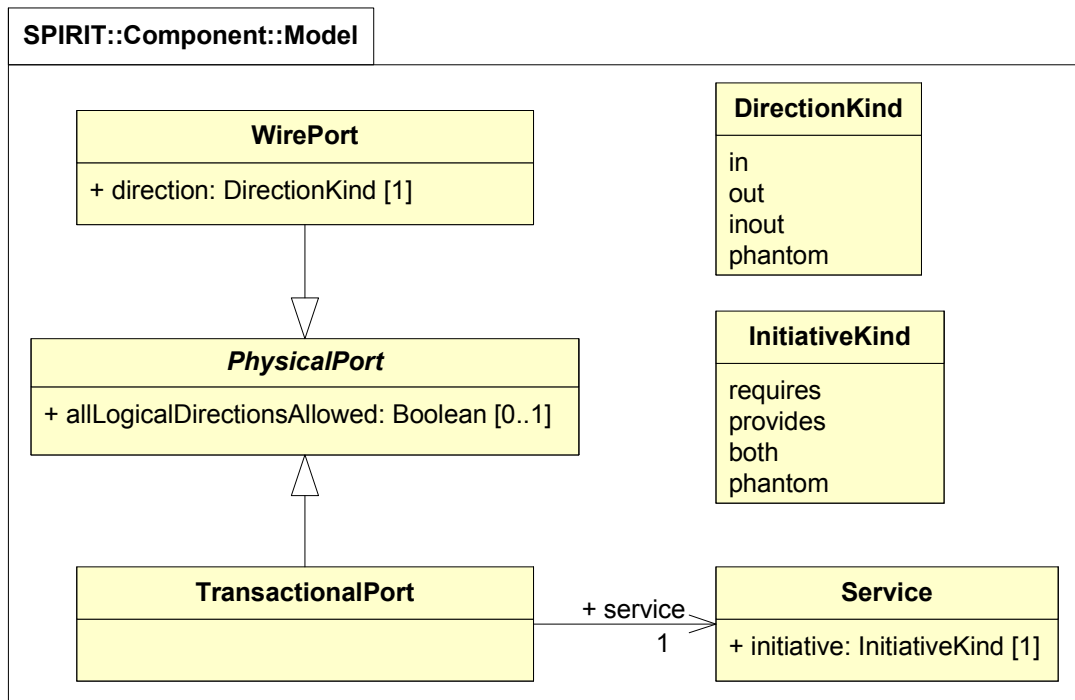 SPIRIT::Component::Model
WirePort
+ direction: DirectionKind [1]
DirectionKind
in
out
inout
phantom
PhysicalPort
+ allLogicalDirectionsAllowed: Boolean [0..1]
InitiativeKind
requires
provides
both
phantom
TransactionalPort
+ service
1
Service
+ initiative: InitiativeKind [1]